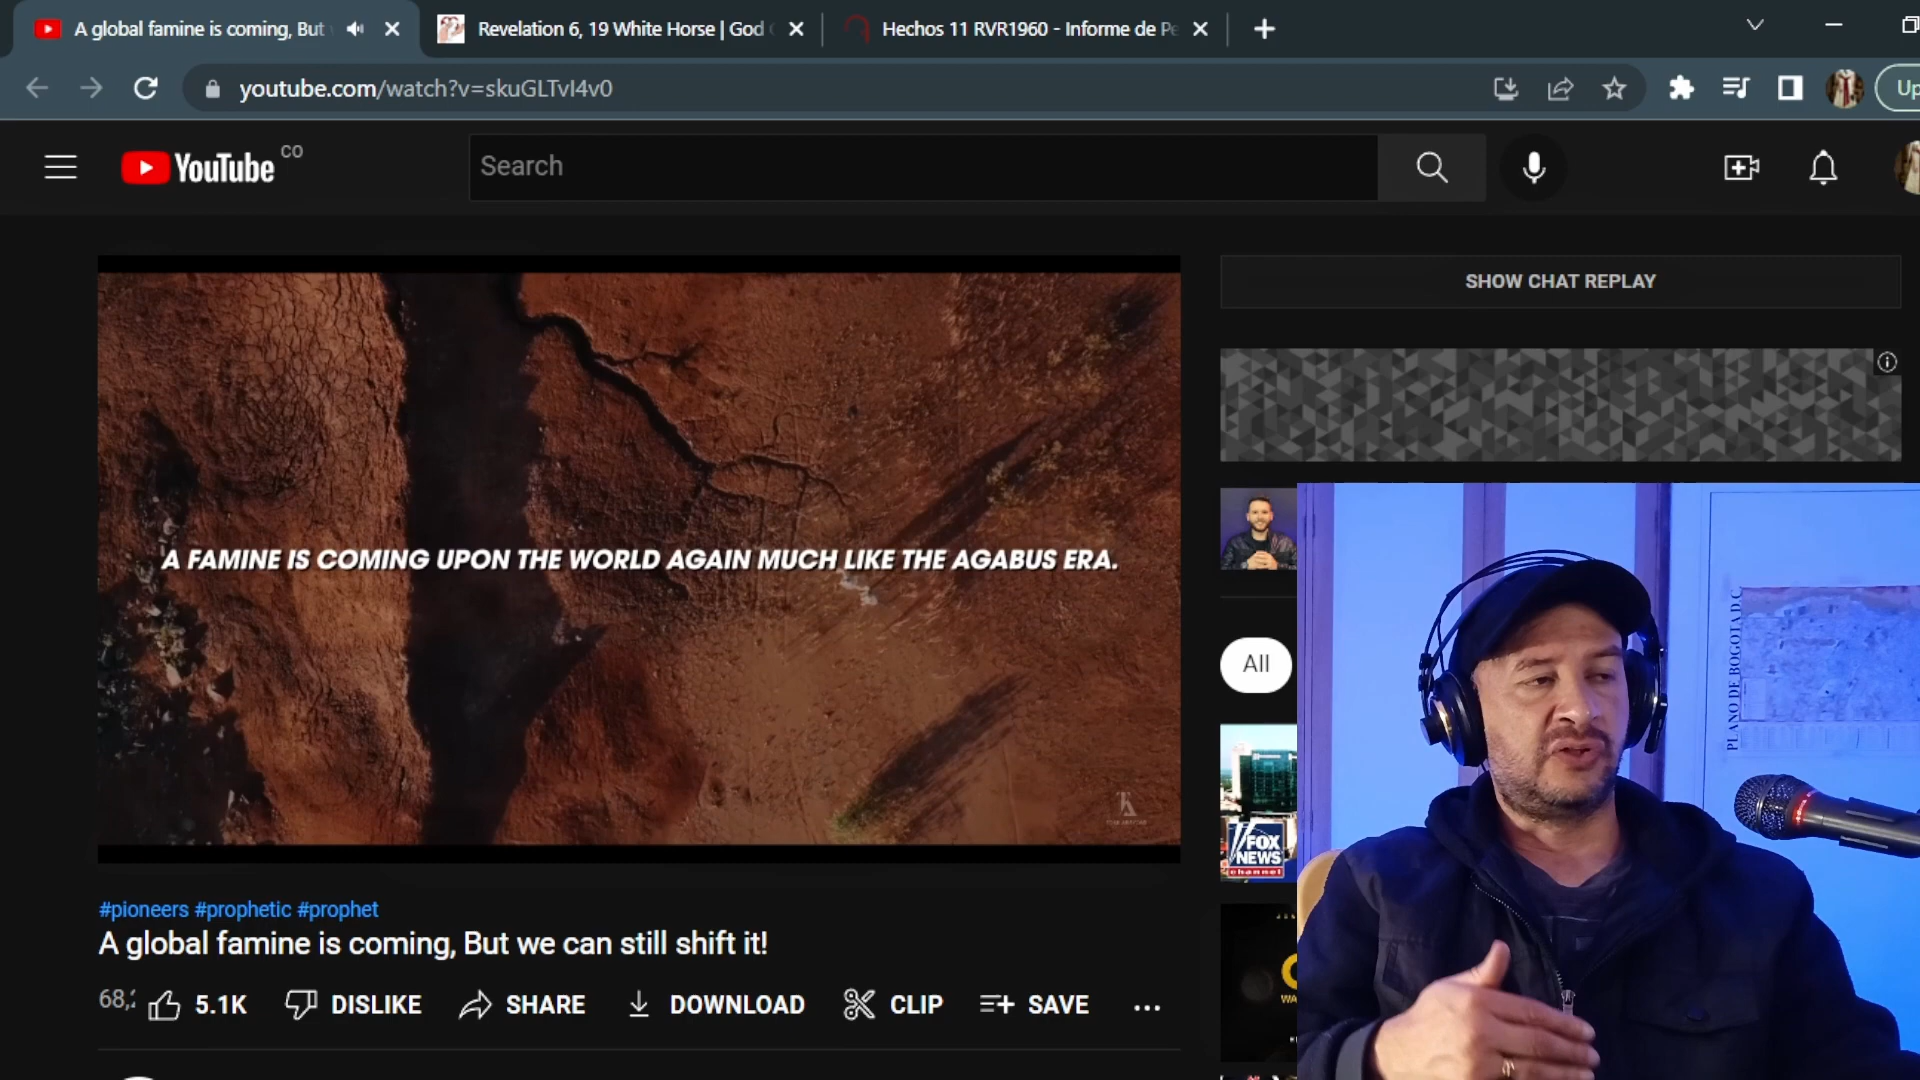 A global famine is coming, But
Revelation 6, 19 White Horse | God
Hechos 11 RVR1960 - Informe de Pe
youtube.com/watch?v=skuGLTvI4v0
Up
YouTube CO
Search
SHOW CHAT REPLAY
A FAMINE IS COMING UPON THE WORLD AGAIN MUCH LIKE THE AGABUS ERA.
All
PLANO DE BOGOTA D.C
FOX
NEWS
channel
#pioneers #prophetic #prophet
A global famine is coming, But we can still shift it!
5.1K DISLIKE SHARE DOWNLOAD CLIP SAVE